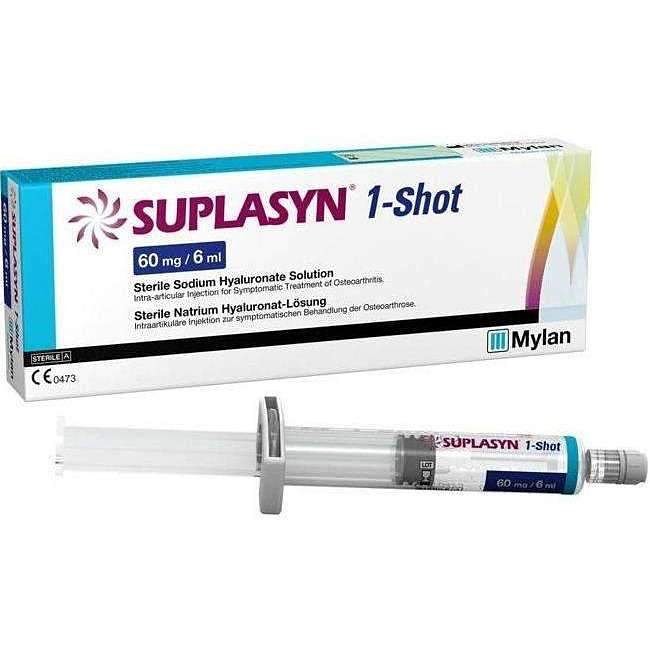 SUPLASYN® 1-Shot
60 mg / 6 ml
Sterile Sodium Hyaluronate Solution
Intra-articular Injection for Symptomatic Treatment of Osteoarthritis.
Sterile Natrium Hyaluronat-Lösung
Intraartikuläre Injektion zur symptomatischen Behandlung der Osteoarthrose.
Mylan
Mylan
SUPLASYN® 1-Shot
60 mg / 6 ml
Mylan
STERILE A
CE 0473
SUPLASYN® 1-Shot
LOT
60 mg / 6 ml